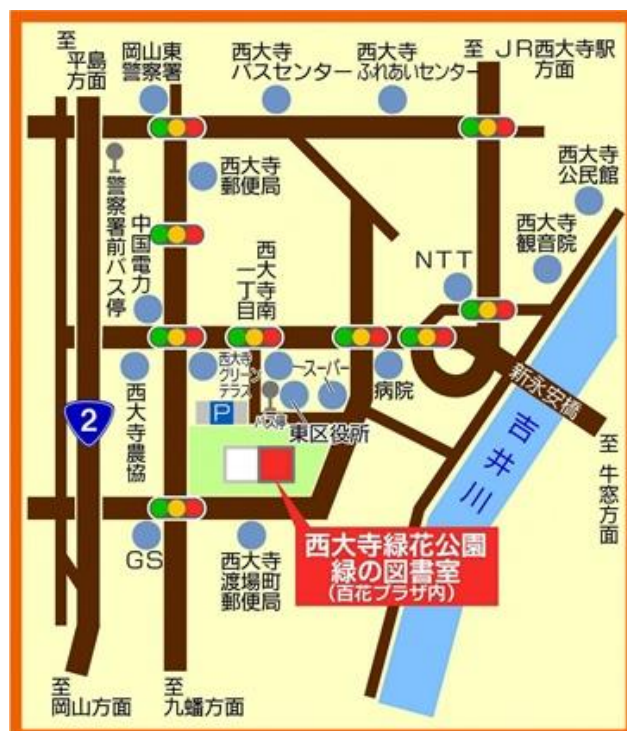 至
平島
方面
岡山東
警察署
西大寺
バスセンター
西大寺
ふれあいセンター
至 JR西大寺駅
方面
西大寺
公民館
西大寺
郵便局
警察署前バス停
中国電力
西大寺南
一丁目
NTT
西大寺
観音院
西大寺
グリーン
テラス
スーパー
病院
新永安橋
西大寺農協
2
P
バス停
東区役所
吉井川
至 牛窓方面
GS
西大寺
渡場町
郵便局
西大寺緑花公園
緑の図書室
(百花プラザ内)
至
岡山方面
至
九蟠方面